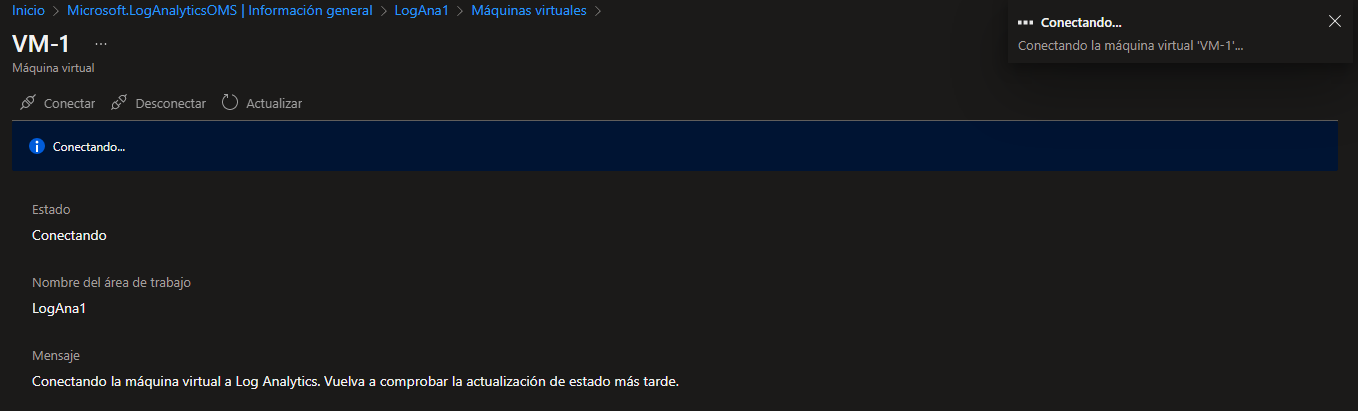 Inicio > Microsoft.LogAnalyticsOMS | Información general > LogAna1 > Máquinas virtuales >
Conectando...
Conectando la máquina virtual 'VM-1'...
VM-1 ...
Máquina virtual
Conectar Desconectar Actualizar
Conectando...
Estado
Conectando
Nombre del área de trabajo
LogAna1
Mensaje
Conectando la máquina virtual a Log Analytics. Vuelva a comprobar la actualización de estado más tarde.